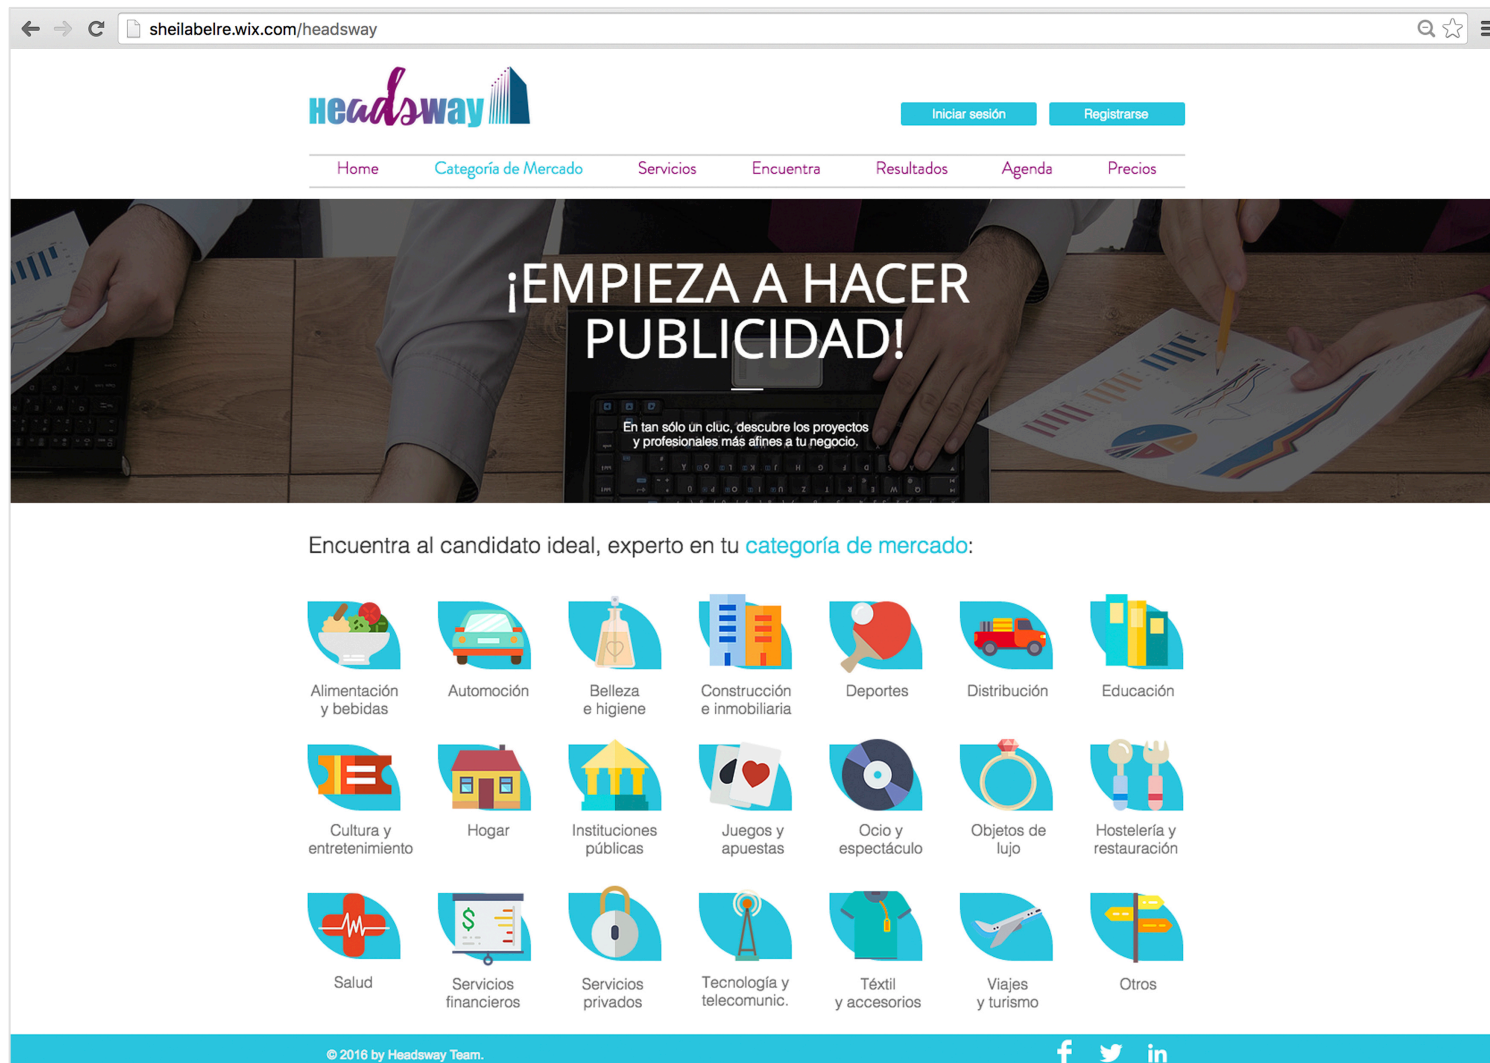 sheilabelre.wix.com/headsway
Headsway
Iniciar sesión
Registrarse
Home
Categoría de Mercado
Servicios
Encuentra
Resultados
Agenda
Precios
¡EMPIEZA A HACER
PUBLICIDAD!
En tan sólo un cluc, descubre los proyectos
y profesionales más afines a tu negocio.
Encuentra al candidato ideal, experto en tu categoría de mercado:
Alimentación
y bebidas
Automoción
Belleza
e higiene
Construcción
e inmobiliaria
Deportes
Distribución
Educación
Cultura y
entretenimiento
Hogar
Instituciones
públicas
Juegos y
apuestas
Ocio y
espectáculo
Objetos de
lujo
Hostelería y
restauración
Salud
Servicios
financieros
Servicios
privados
Tecnología y
telecomunic.
Téxtil
y accesorios
Viajes
y turismo
Otros
© 2016 by Headsway Team.